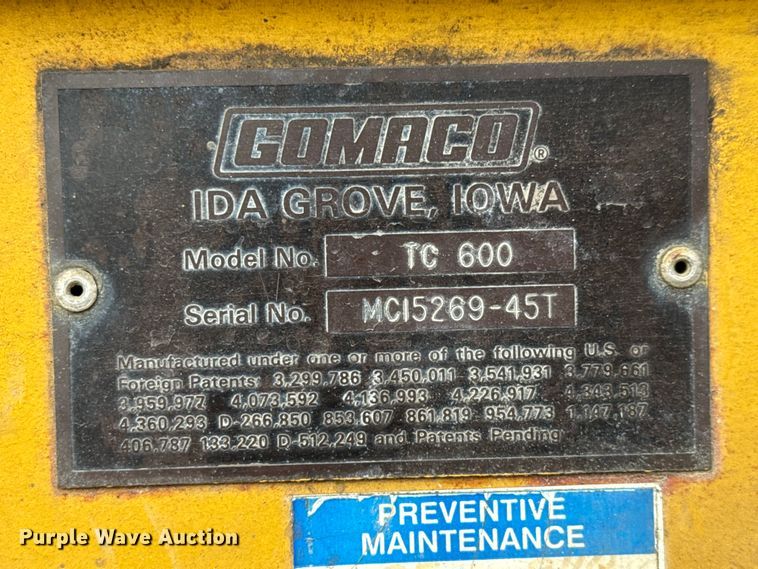 GOMACO®
IDA GROVE, IOWA
Model No. TC 600
Serial No. MC15269-45T
Manufactured under one or more of the following U.S. or
Foreign Patents: 3,299,786 3,450,011 3,541,931 3,779,661
3,959,977 4,073,592 4,136,993 4,226,917 4,343,513
4,360,293 D-266,850 853,607 861,819 954,773 1,147,187
406,787 133,220 D-512,249 and Patents Pending
PREVENTIVE
MAINTENANCE
Purple Wave Auction